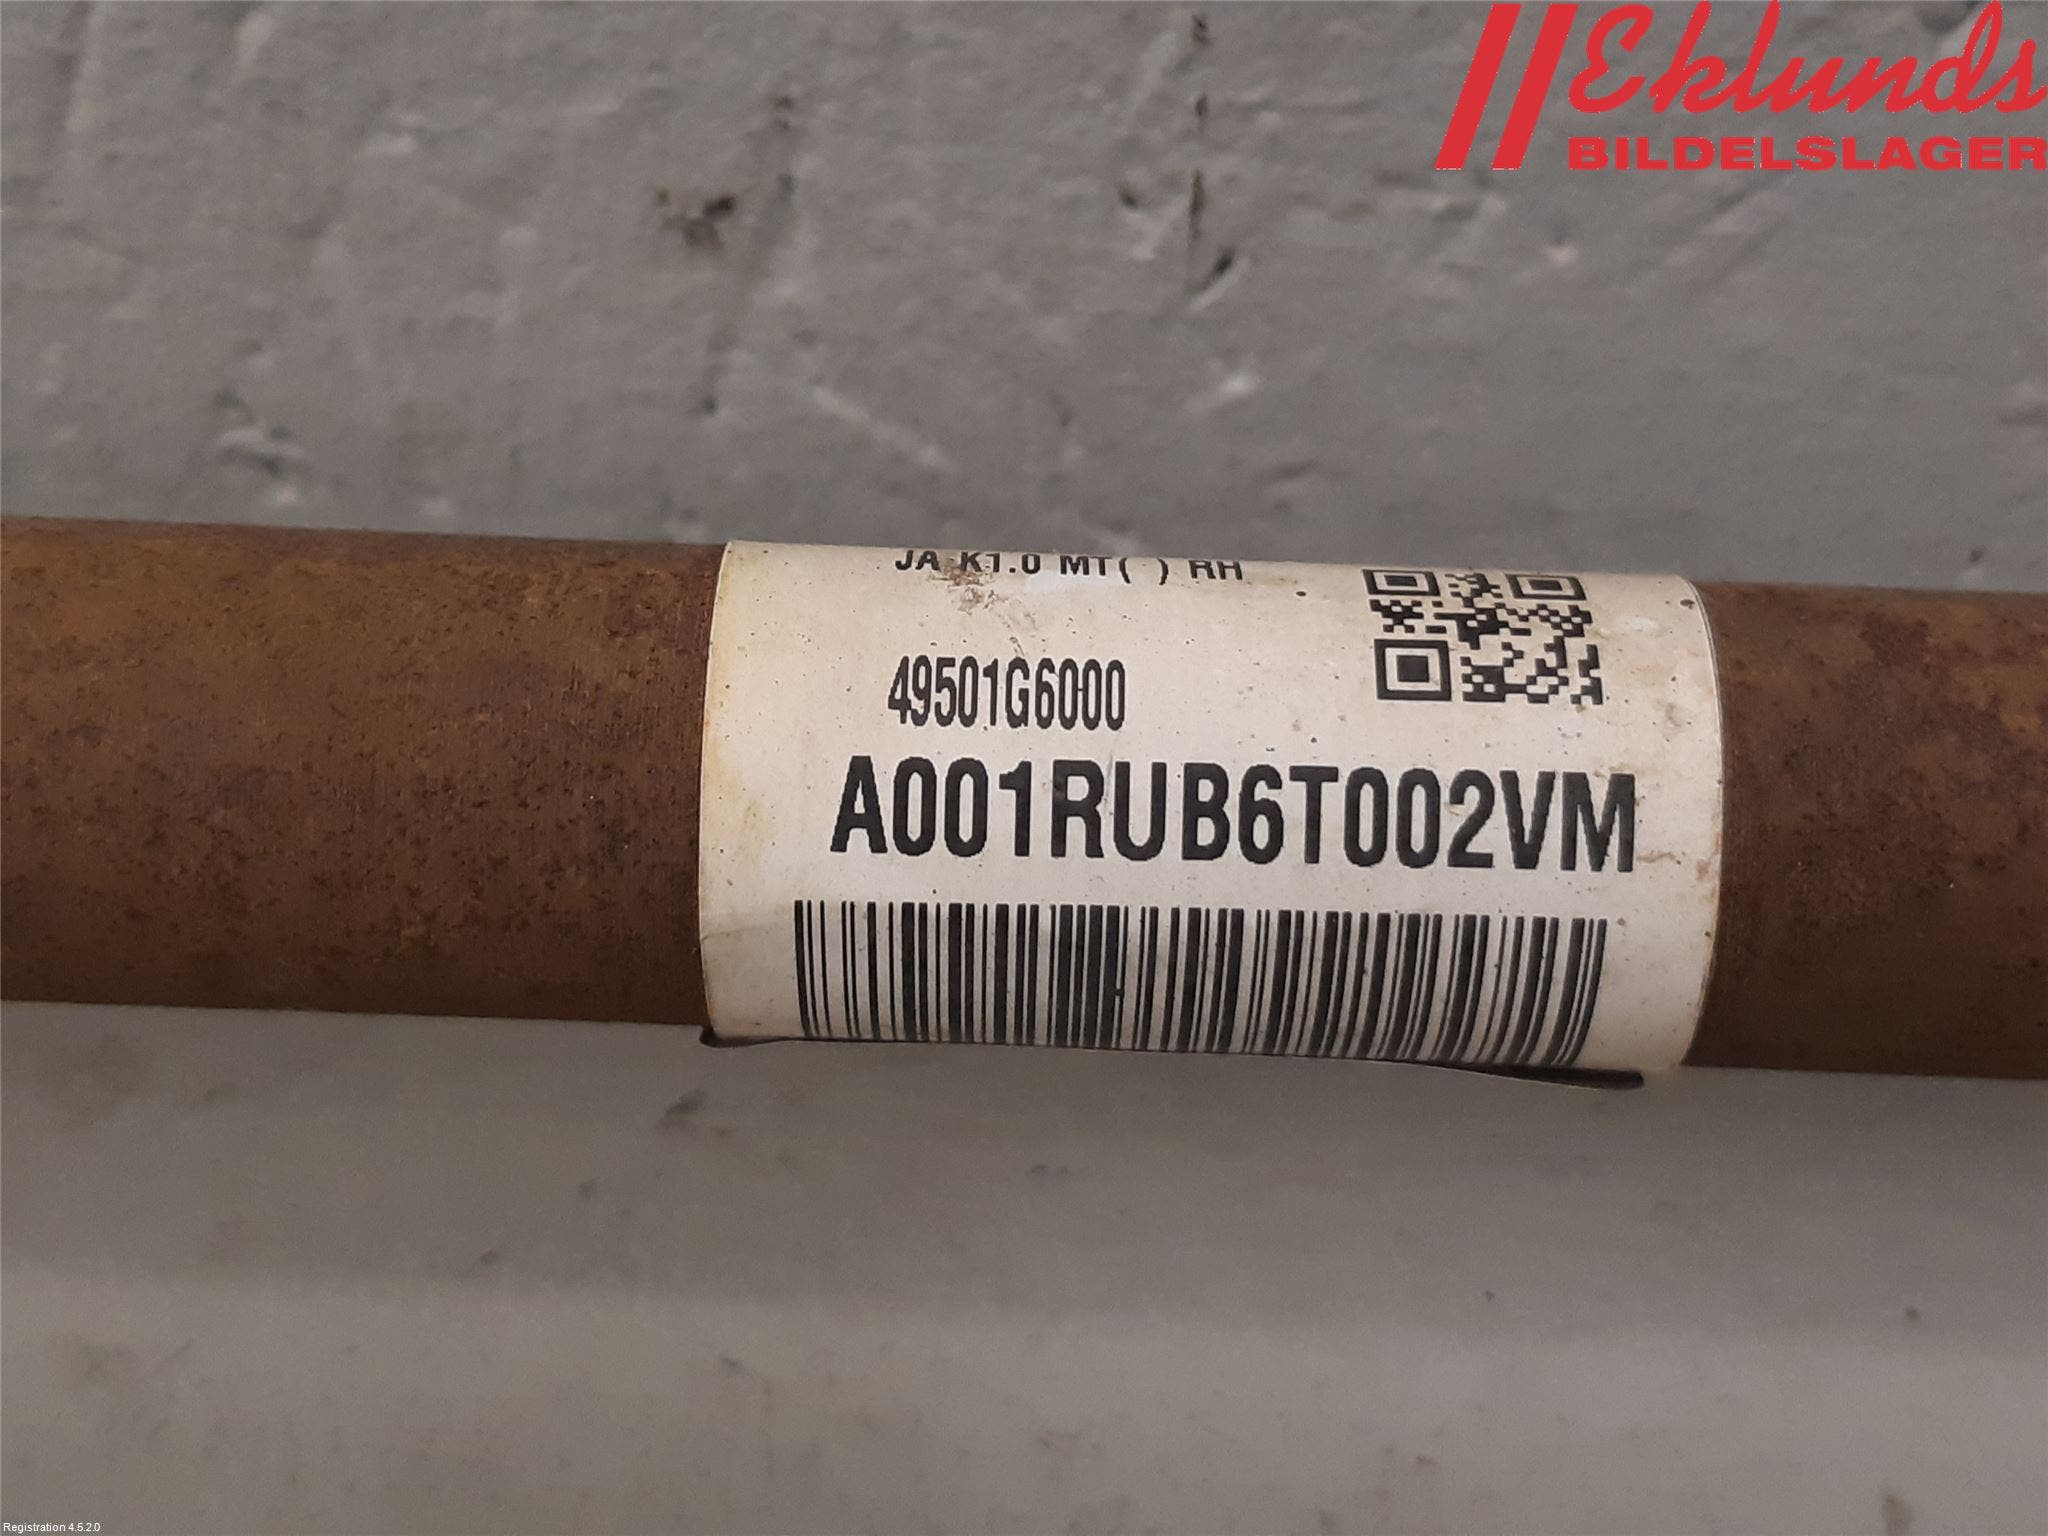 Eklunds
BILDELSLAGER
JA K1.0 MT( ) RH
49501G6000
A001RUB6T002VM
Registration 4.5.2.0